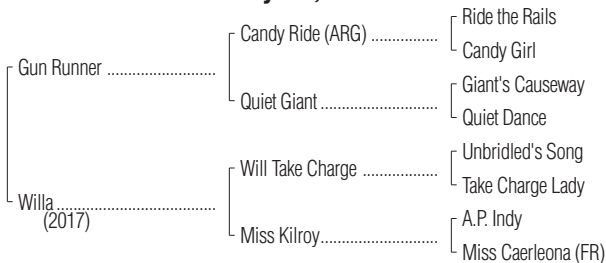 Ride the Rails
Candy Ride (ARG) ................
Candy Girl
Gun Runner ..........................
Giant's Causeway
Quiet Giant............................
Quiet Dance
Unbridled's Song
Will Take Charge ..................
Take Charge Lady
Willa......................................
(2017)
A.P. Indy
Miss Kilroy............................
Miss Caerleona (FR)